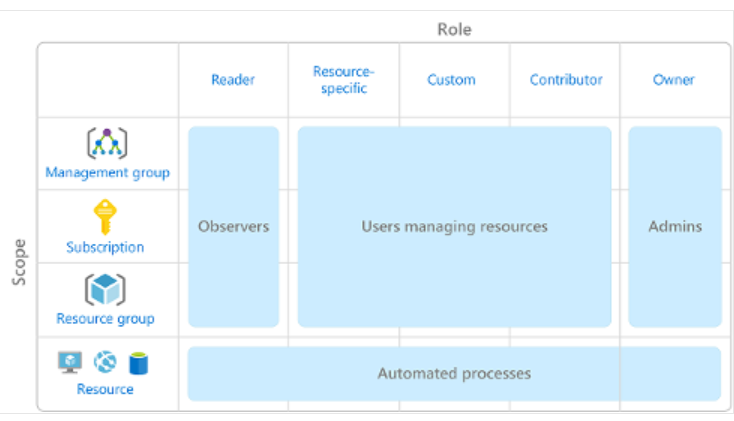 Role
Reader
Resource-
specific
Custom
Contributor
Owner
Scope
Management group
Subscription
Resource group
Resource
Observers
Users managing resources
Admins
Automated processes